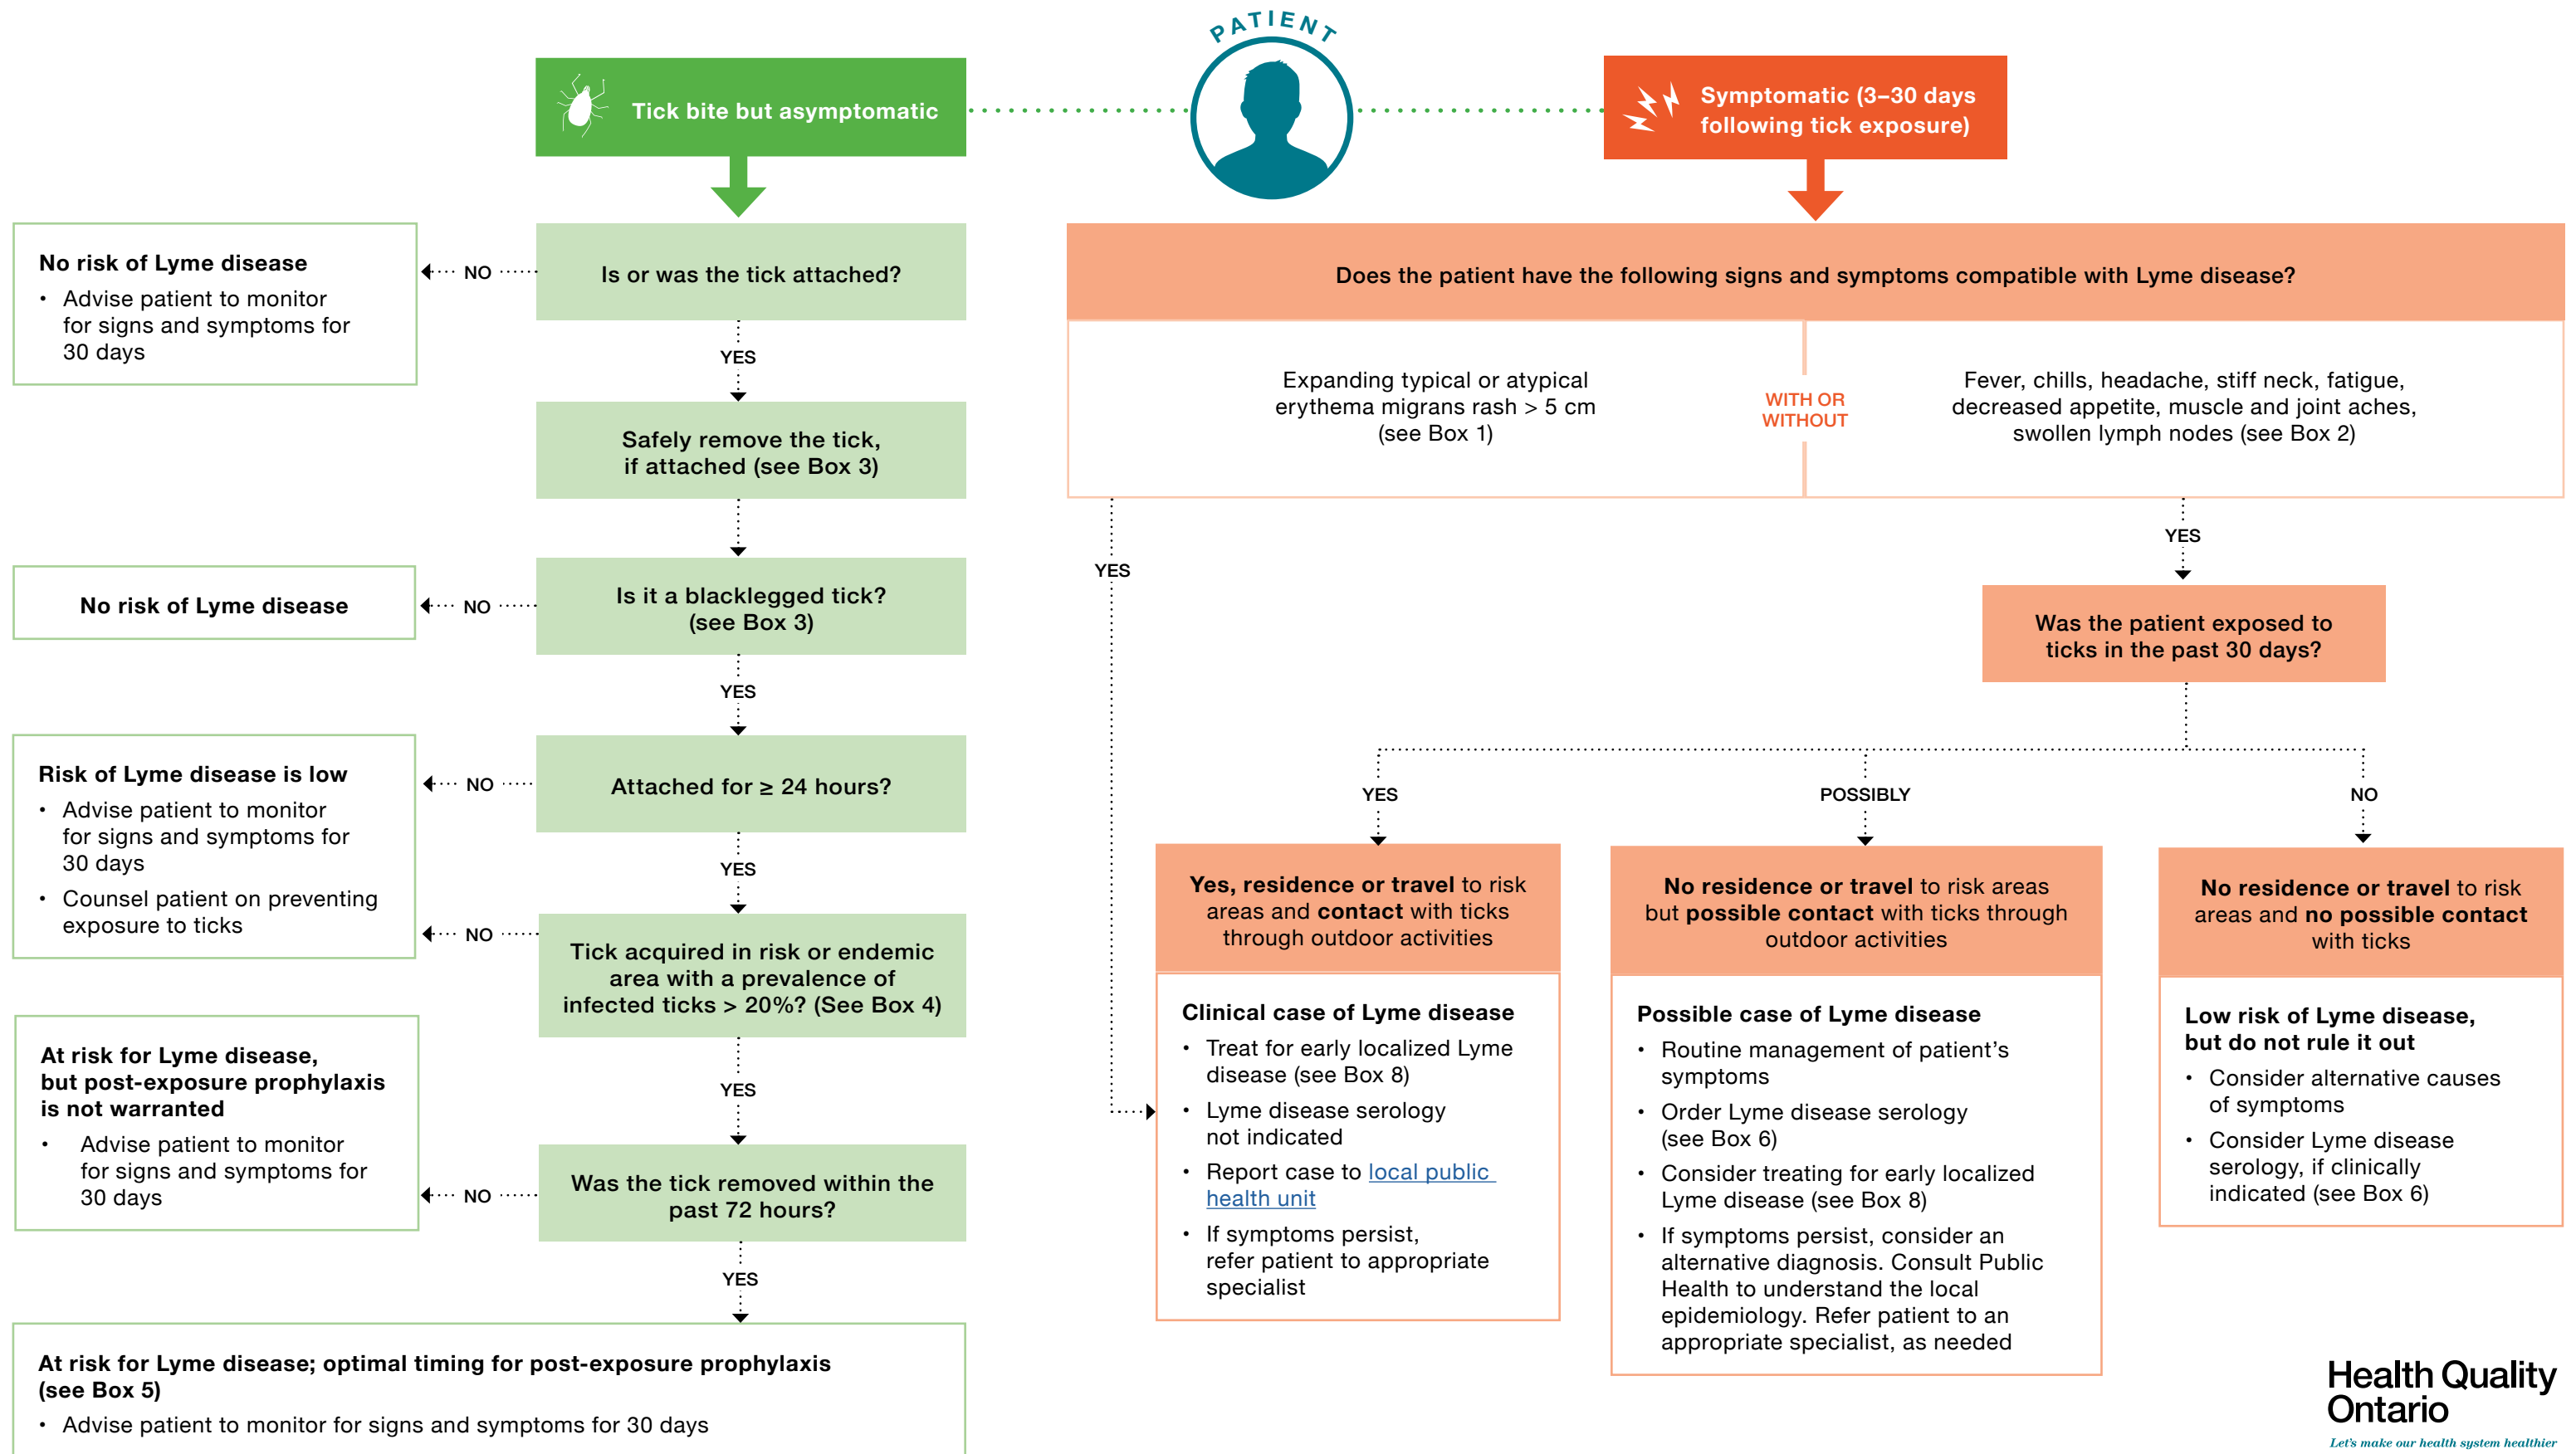 PATIENT
Tick bite but asymptomatic
Symptomatic (3–30 days
following tick exposure)
No risk of Lyme disease
• Advise patient to monitor
for signs and symptoms for
30 days
NO
Is or was the tick attached?
YES
Safely remove the tick,
if attached (see Box 3)
No risk of Lyme disease
NO
Is it a blacklegged tick?
(see Box 3)
YES
Risk of Lyme disease is low
• Advise patient to monitor
for signs and symptoms for
30 days
• Counsel patient on preventing
exposure to ticks
NO
Attached for ≥ 24 hours?
YES
NO
Tick acquired in risk or endemic
area with a prevalence of
infected ticks > 20%? (See Box 4)
YES
At risk for Lyme disease,
but post-exposure prophylaxis
is not warranted
• Advise patient to monitor
for signs and symptoms for
30 days
NO
Was the tick removed within the
past 72 hours?
YES
At risk for Lyme disease; optimal timing for post-exposure prophylaxis
(see Box 5)
• Advise patient to monitor for signs and symptoms for 30 days
Does the patient have the following signs and symptoms compatible with Lyme disease?
Expanding typical or atypical
erythema migrans rash > 5 cm
(see Box 1)
WITH OR
WITHOUT
Fever, chills, headache, stiff neck, fatigue,
decreased appetite, muscle and joint aches,
swollen lymph nodes (see Box 2)
YES
YES
Was the patient exposed to
ticks in the past 30 days?
YES
POSSIBLY
NO
Yes, residence or travel to risk
areas and contact with ticks
through outdoor activities
Clinical case of Lyme disease
• Treat for early localized Lyme
disease (see Box 8)
• Lyme disease serology
not indicated
• Report case to local public
health unit
• If symptoms persist,
refer patient to appropriate
specialist
No residence or travel to risk areas
but possible contact with ticks through
outdoor activities
Possible case of Lyme disease
• Routine management of patient’s
symptoms
• Order Lyme disease serology
(see Box 6)
• Consider treating for early localized
Lyme disease (see Box 8)
• If symptoms persist, consider an
alternative diagnosis. Consult Public
Health to understand the local
epidemiology. Refer patient to an
appropriate specialist, as needed
No residence or travel to risk
areas and no possible contact
with ticks
Low risk of Lyme disease,
but do not rule it out
• Consider alternative causes
of symptoms
• Consider Lyme disease
serology, if clinically
indicated (see Box 6)
Health Quality
Ontario
Let's make our health system healthier